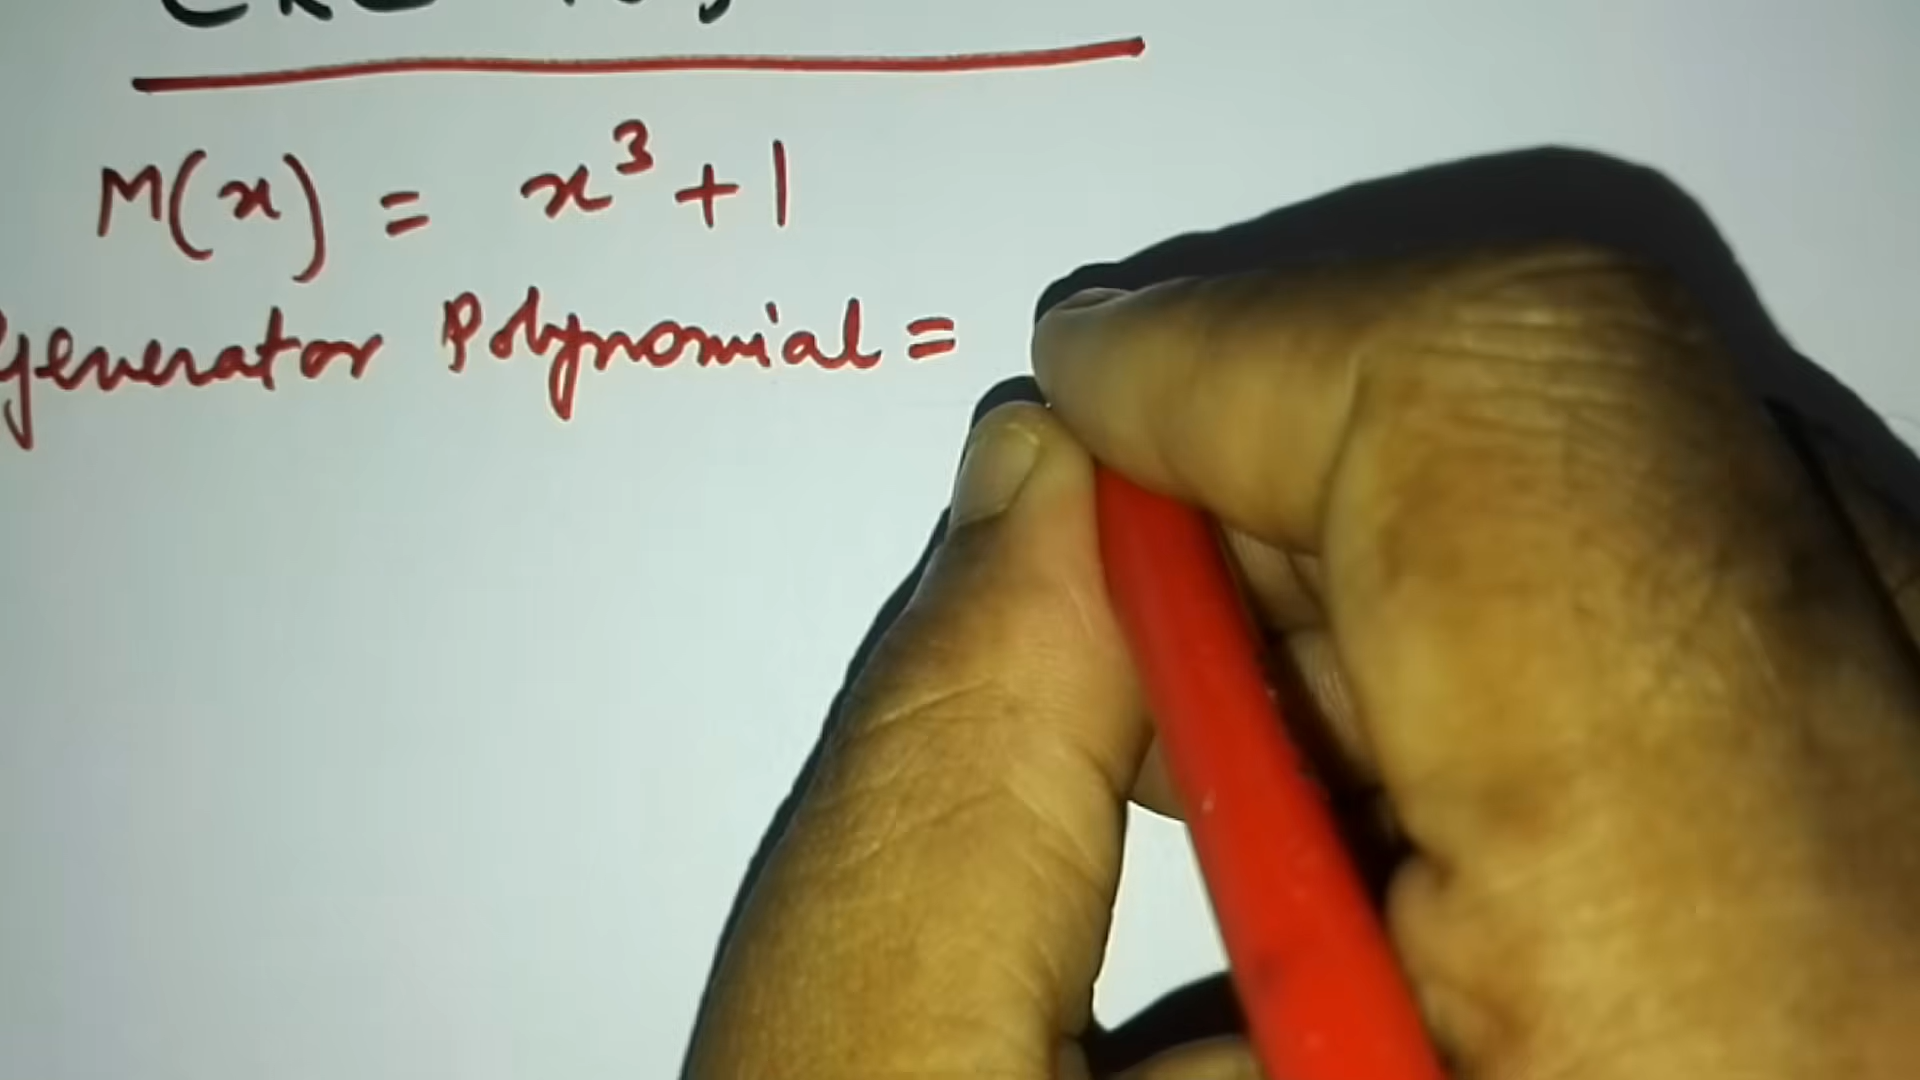 M(x) = x³ + 1
Generator Polynomial =